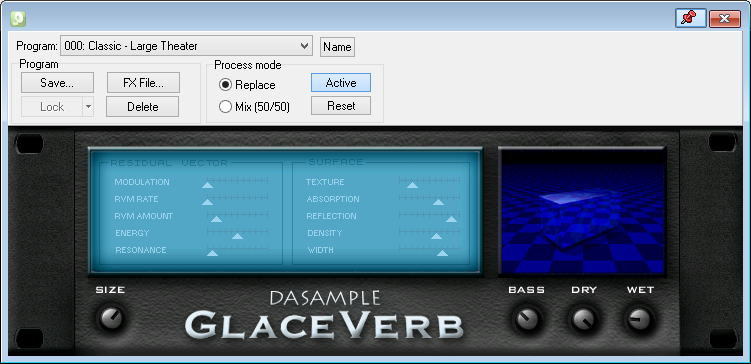 Program: 000: Classic - Large Theater Name
Program
Process mode
Save... FX File... Replace Active
Lock Delete Mix (50/50) Reset
RESIDUAL VECTOR
MODULATION
RVM RATE
RVM AMOUNT
ENERGY
RESONANCE
SURFACE
TEXTURE
ABSORPTION
REFLECTION
DENSITY
WIDTH
SIZE
DASAMPLE
GLACEVERB
BASS DRY WET